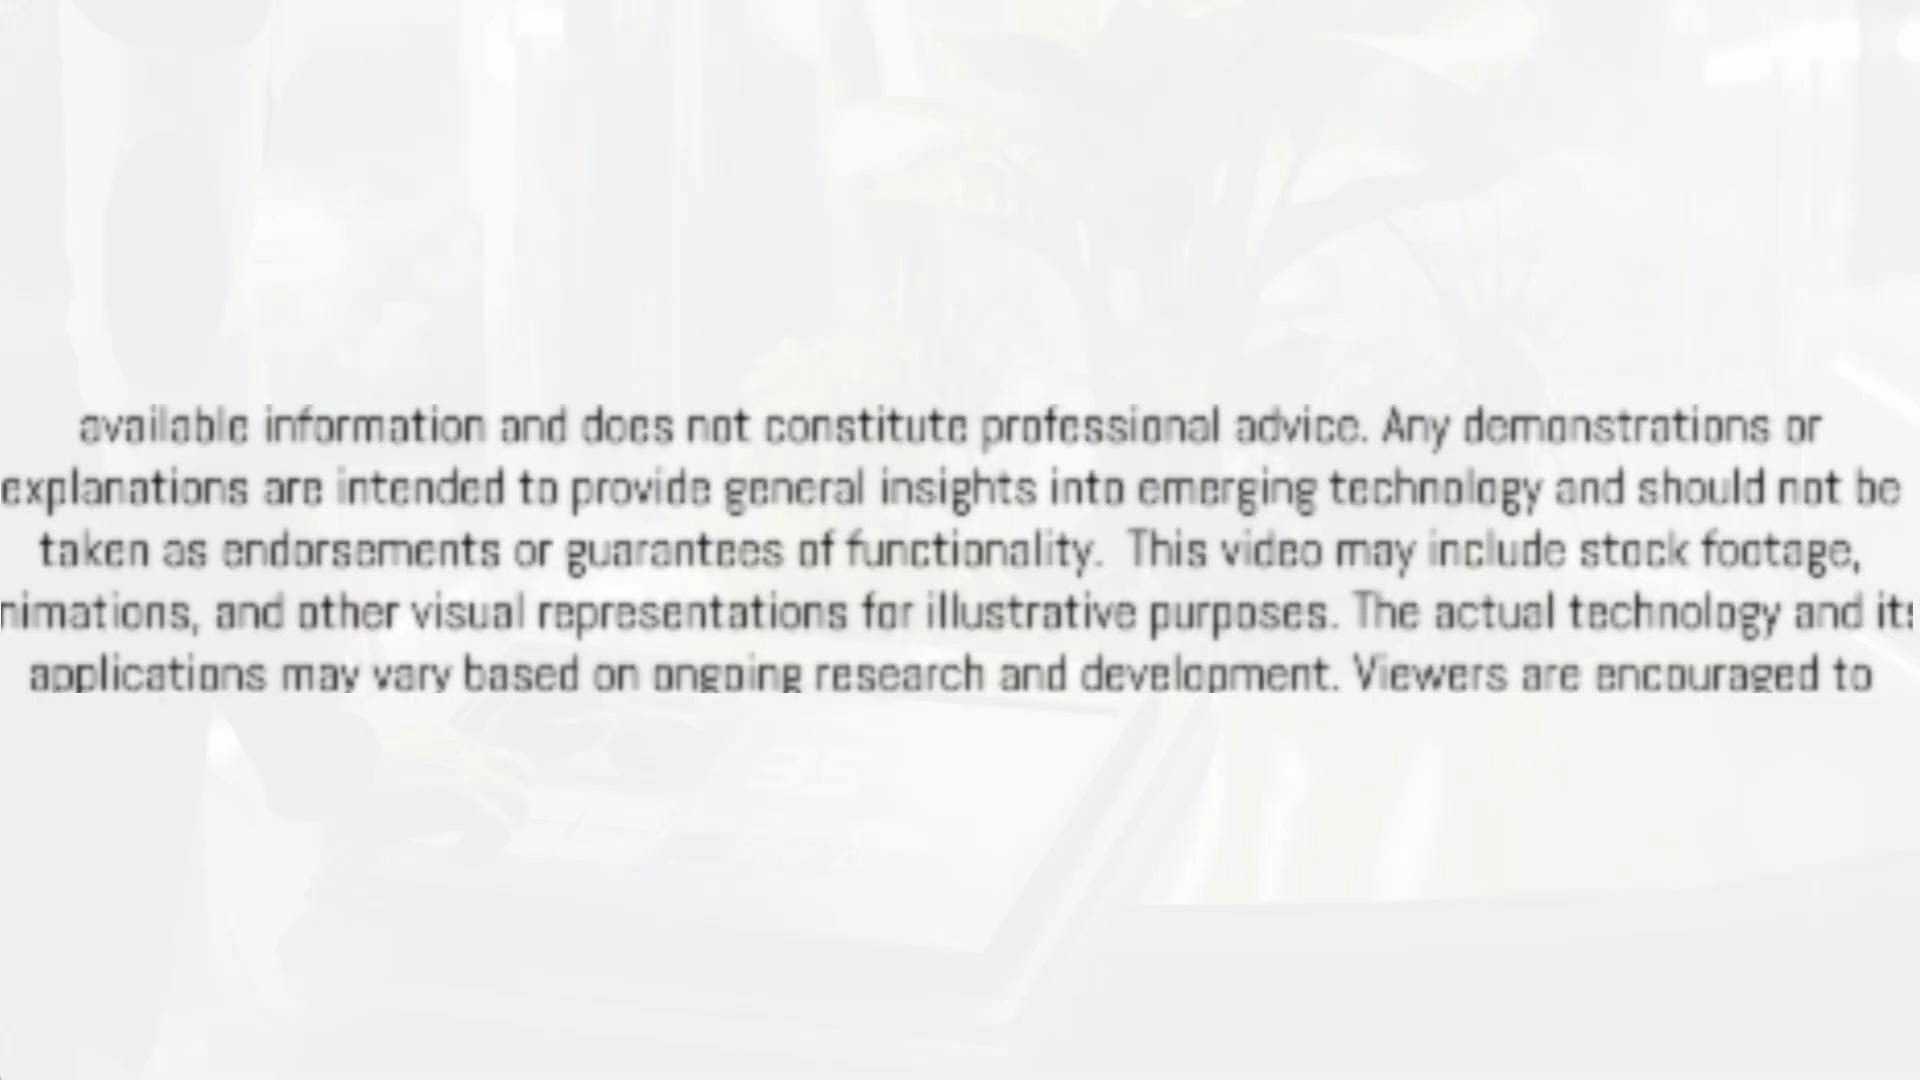 available information and does not constitute professional advice. Any demonstrations or
explanations are intended to provide general insights into emerging technology and should not be
taken as endorsements or guarantees of functionality. This video may include stock footage,
nimations, and other visual representations for illustrative purposes. The actual technology and its
applications may vary based on ongoing research and development. Viewers are encouraged to